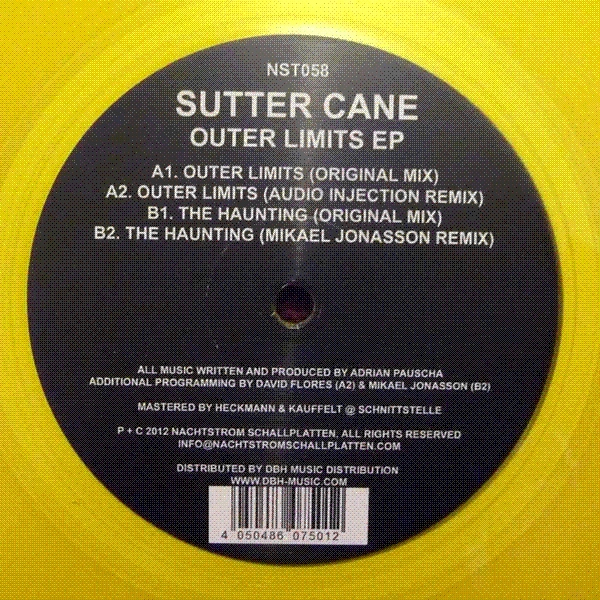 NST058
SUTTER CANE
OUTER LIMITS EP
A1. OUTER LIMITS (ORIGINAL MIX)
A2. OUTER LIMITS (AUDIO INJECTION REMIX)
B1. THE HAUNTING (ORIGINAL MIX)
B2. THE HAUNTING (MIKAEL JONASSON REMIX)
ALL MUSIC WRITTEN AND PRODUCED BY ADRIAN PAUSCHA
ADDITIONAL PROGRAMMING BY DAVID FLORES (A2) & MIKAEL JONASSON (B2)
MASTERED BY HECKMANN & KAUFFELT @ SCHNITTSTELLE
P + C 2012 NACHTSTROM SCHALLPLATTEN. ALL RIGHTS RESERVED
INFO@NACHTSTROMSCHALLPLATTEN.COM
DISTRIBUTED BY DBH MUSIC DISTRIBUTION
WWW.DBH-MUSIC.COM
4 050486 075012